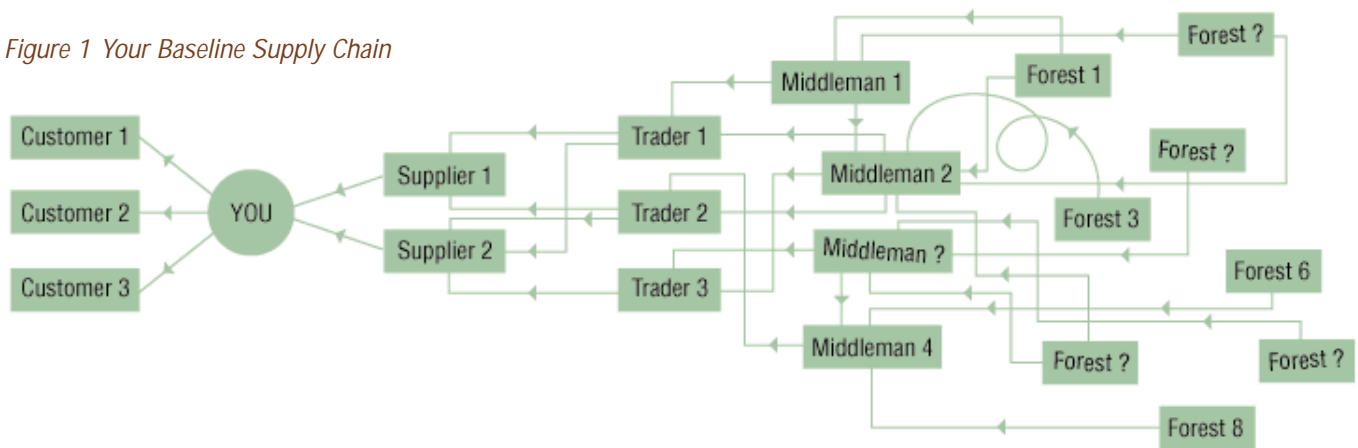 Figure 1 Your Baseline Supply Chain
Customer 1
Customer 2
Customer 3
YOU
Supplier 1
Supplier 2
Trader 1
Trader 2
Trader 3
Middleman 1
Middleman 2
Middleman ?
Middleman 4
Forest ?
Forest 1
Forest ?
Forest 3
Forest 6
Forest ?
Forest ?
Forest 8